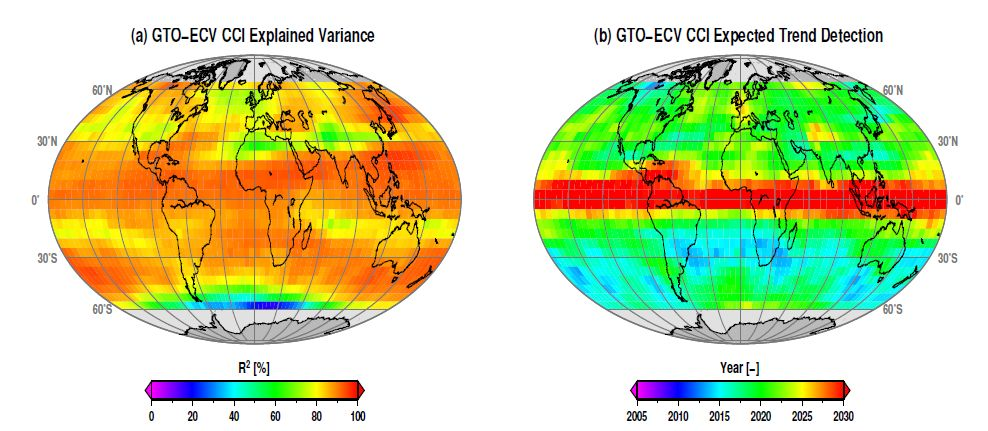 (a) GTO−ECV CCI Explained Variance
(b) GTO−ECV CCI Expected Trend Detection
60˚N
60˚N
30˚N
30˚N
0˚
0˚
30˚S
30˚S
60˚S
60˚S
R² [%]
Year [−]
0 20 40 60 80 100
2005 2010 2015 2020 2025 2030